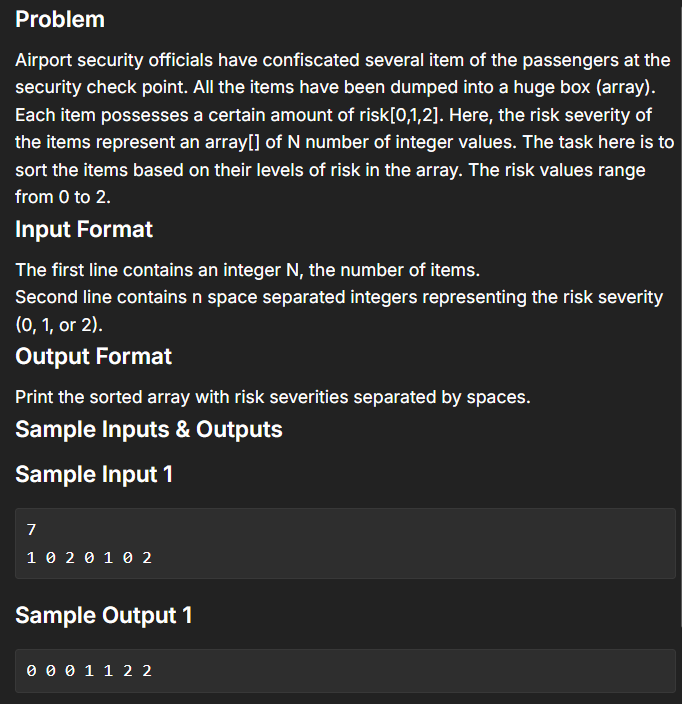 Problem
Airport security officials have confiscated several item of the passengers at the
security check point. All the items have been dumped into a huge box (array).
Each item possesses a certain amount of risk[0,1,2]. Here, the risk severity of
the items represent an array[] of N number of integer values. The task here is to
sort the items based on their levels of risk in the array. The risk values range
from 0 to 2.
Input Format
The first line contains an integer N, the number of items.
Second line contains n space separated integers representing the risk severity
(0, 1, or 2).
Output Format
Print the sorted array with risk severities separated by spaces.
Sample Inputs & Outputs
Sample Input 1
7
1 0 2 0 1 0 2
Sample Output 1
0 0 0 1 1 2 2